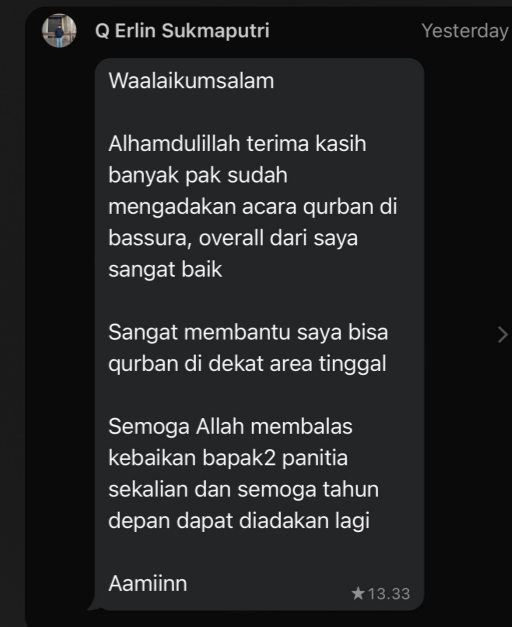 Q Erlin Sukmaputri
Yesterday
Waalaikumsalam
Alhamdulillah terima kasih
banyak pak sudah
mengadakan acara qurban di
bassura, overall dari saya
sangat baik
Sangat membantu saya bisa
qurban di dekat area tinggal
Semoga Allah membalas
kebaikan bapak2 panitia
sekalian dan semoga tahun
depan dapat diadakan lagi
Aamiinn
★13.33